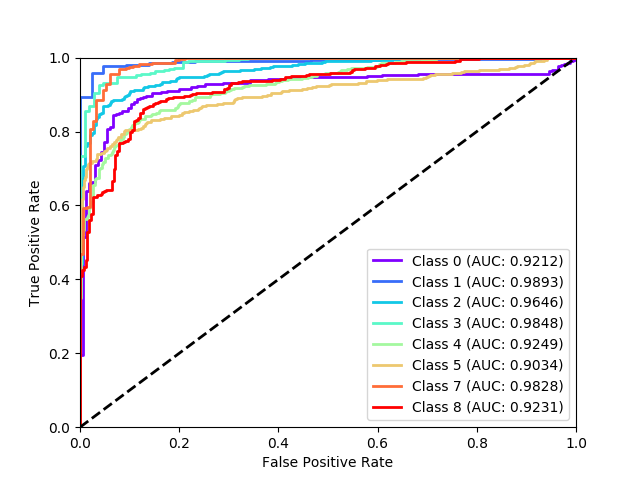 1.0
0.8
0.6
0.4
0.2
0.0
True Positive Rate
0.0 0.2 0.4 0.6 0.8 1.0
False Positive Rate
Class 0 (AUC: 0.9212)
Class 1 (AUC: 0.9893)
Class 2 (AUC: 0.9646)
Class 3 (AUC: 0.9848)
Class 4 (AUC: 0.9249)
Class 5 (AUC: 0.9034)
Class 7 (AUC: 0.9828)
Class 8 (AUC: 0.9231)